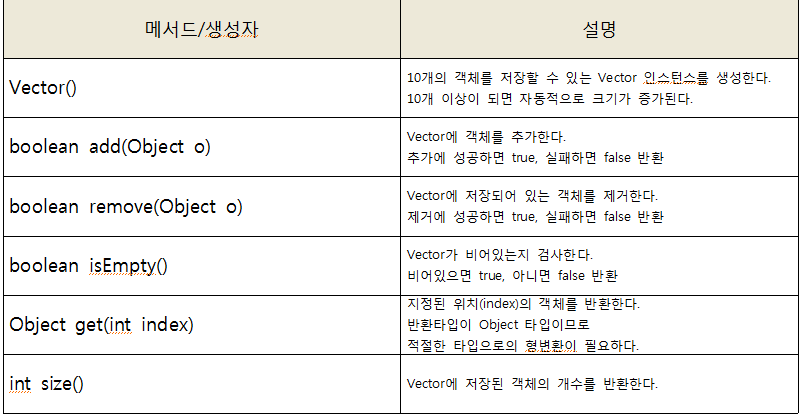 메서드/생성자
설명
Vector()
10개의 객체를 저장할 수 있는 Vector 인스턴스를 생성한다.
10개 이상이 되면 자동적으로 크기가 증가된다.
boolean add(Object o)
Vector에 객체를 추가한다.
추가에 성공하면 true, 실패하면 false 반환
boolean remove(Object o)
Vector에 저장되어 있는 객체를 제거한다.
제거에 성공하면 true, 실패하면 false 반환
boolean isEmpty()
Vector가 비어있는지 검사한다.
비어있으면 true, 아니면 false 반환
Object get(int index)
지정된 위치(index)의 객체를 반환한다.
반환타입이 Object 타입이므로
적절한 타입으로의 형변환이 필요하다.
int size()
Vector에 저장된 객체의 개수를 반환한다.